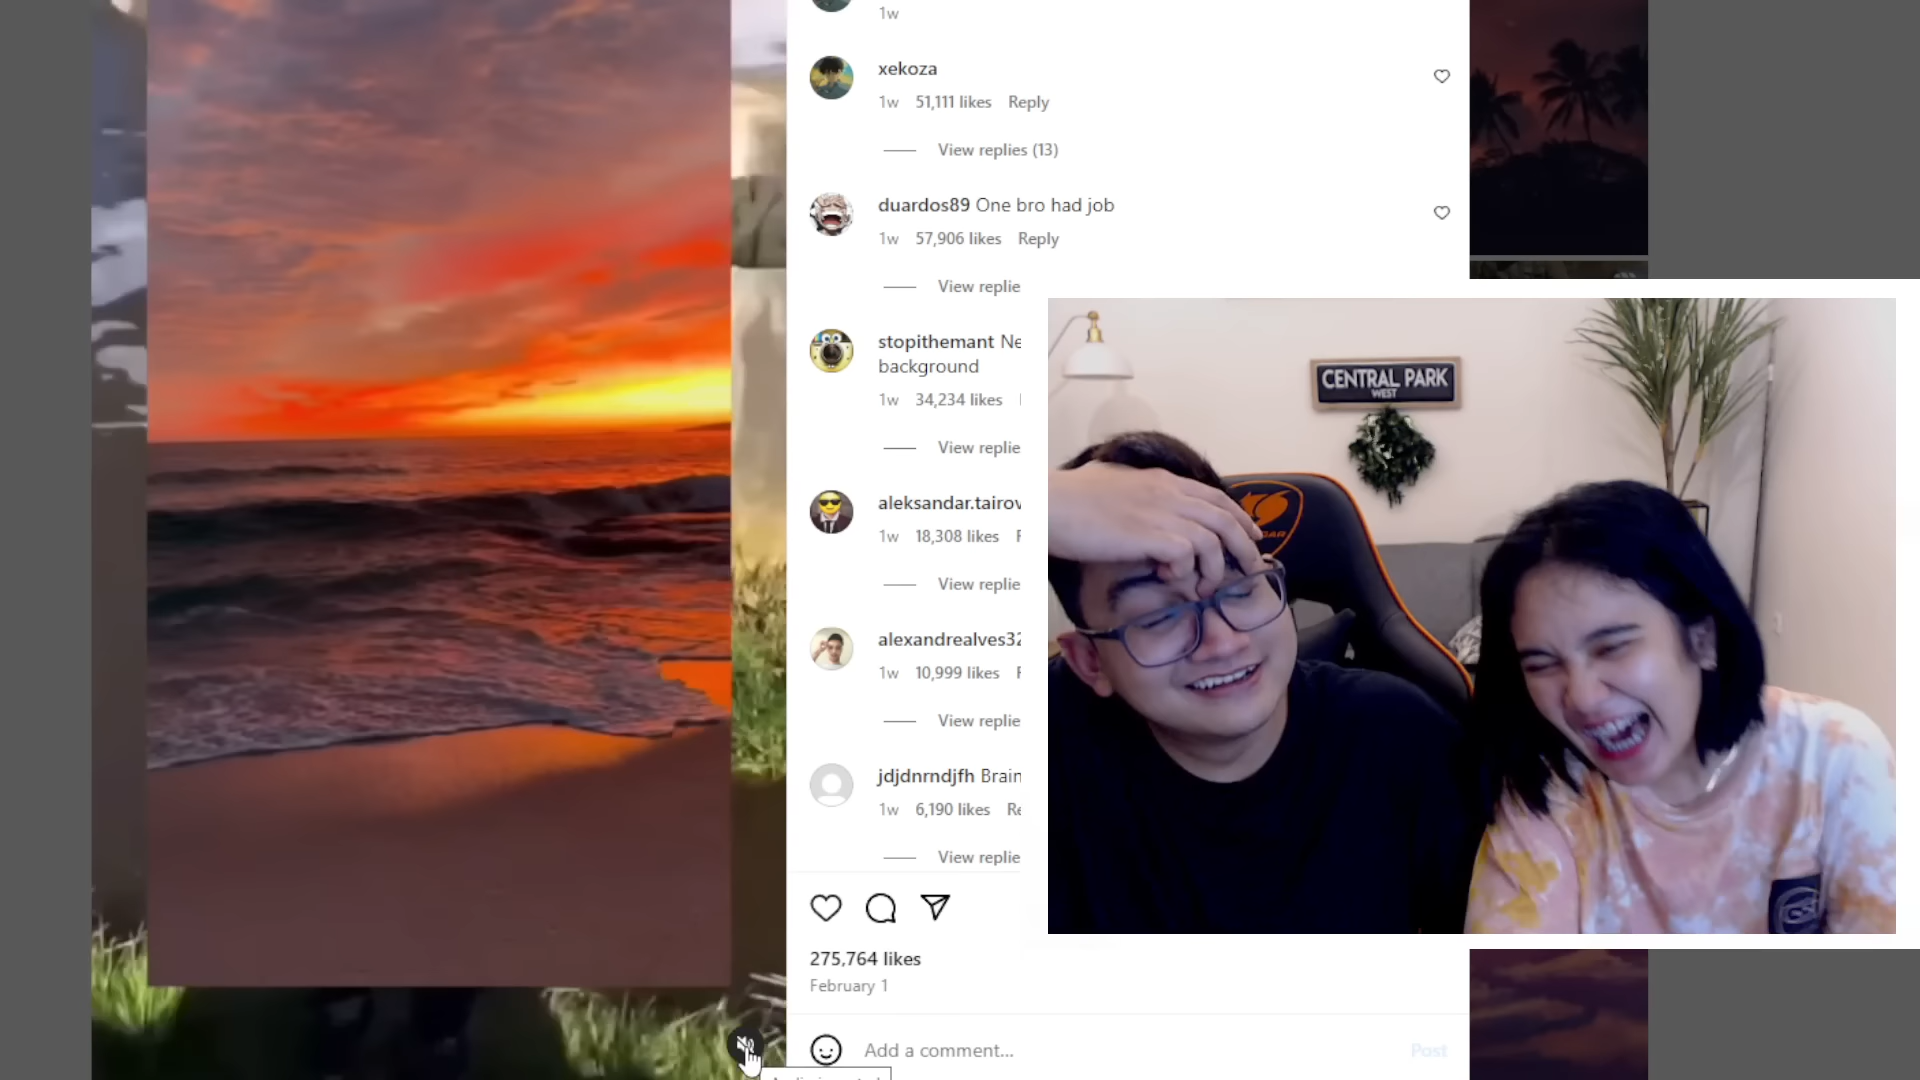 1w
xekoza
1w 51,111 likes Reply
View replies (13)
duardos89 One bro had job
1w 57,906 likes Reply
View replie
stopithemant Ne
background
1w 34,234 likes
View replie
aleksandar.tairov
1w 18,308 likes
View replie
alexandrealves32
1w 10,999 likes
View replie
jdjdnrndjfh Brain
1w 6,190 likes Re
View replie
275,764 likes
February 1
Add a comment... Post
CENTRAL PARK
WEST